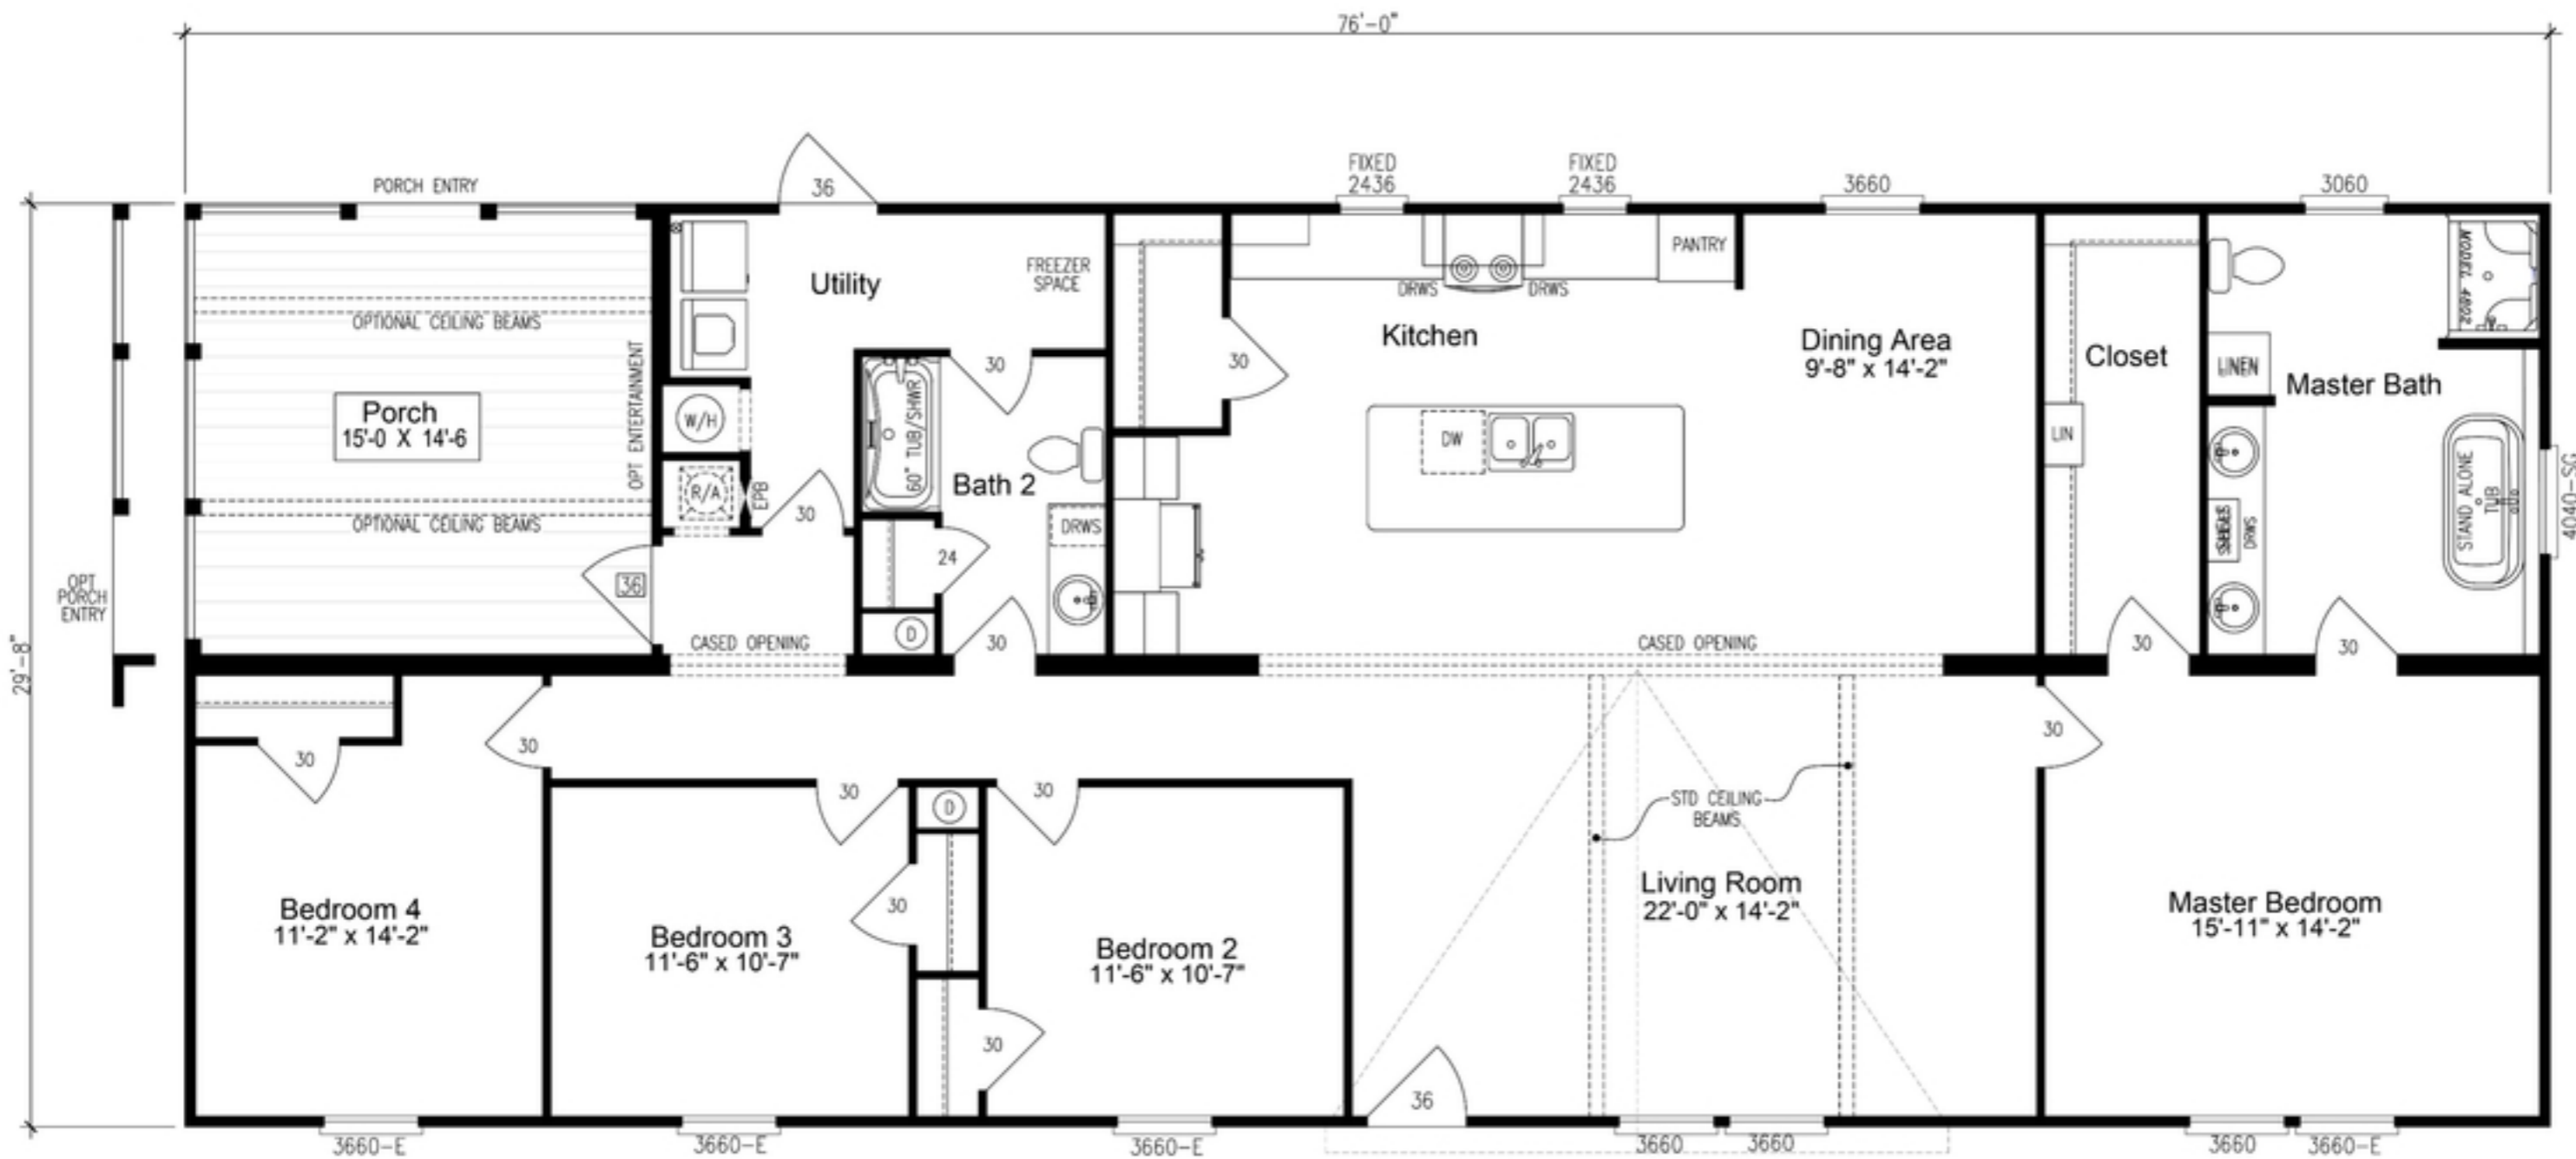 76'-0"
29'-8"
PORCH ENTRY
36
FIXED
2436
FIXED
2436
3660
3060
OPTIONAL CEILING BEAMS
OPT ENTERTAINMENT
Porch
15'-0 X 14'-6
OPTIONAL CEILING BEAMS
OPT
PORCH
ENTRY
36
Utility
FREEZER
SPACE
W/H
R/A
EPB
30
CASED OPENING
30
60" TUB/SHWR
Bath 2
DRWS
24
D
30
30
DRWS
DRWS
PANTRY
Kitchen
DW
Dining Area
9'-8" x 14'-2"
CASED OPENING
Closet
LIN
30
LINEN
Master Bath
MODEL 4802
DRWS
STAND ALONE
TUB
4040-SG
30
30
30
Bedroom 4
11'-2" x 14'-2"
3660-E
30
Bedroom 3
11'-6" x 10'-7"
3660-E
D
30
30
30
Bedroom 2
11'-6" x 10'-7"
3660-E
STD CEILING
BEAMS
Living Room
22'-0" x 14'-2"
36
3660
3660
30
Master Bedroom
15'-11" x 14'-2"
3660
3660-E